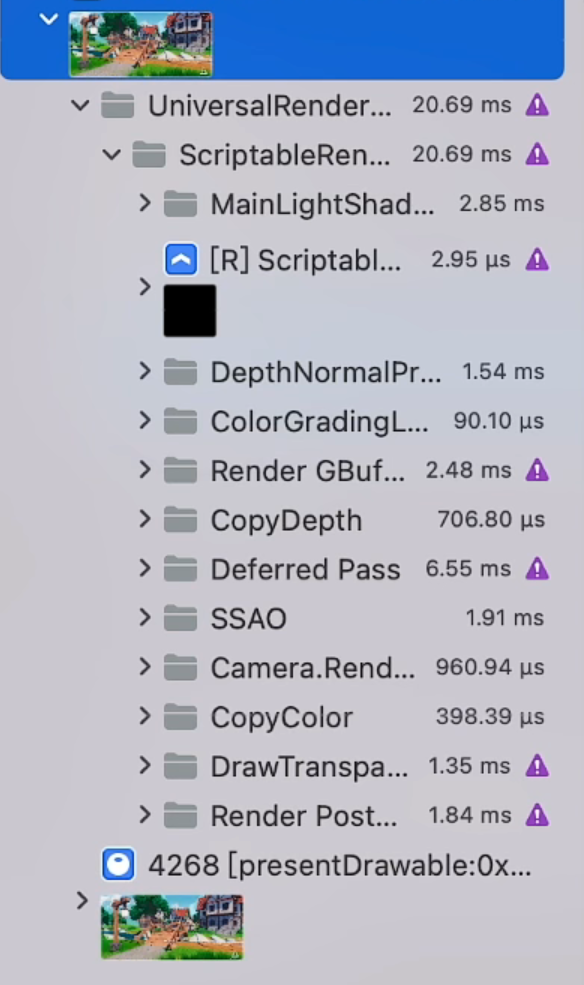 UniversalRender... 20.69 ms
ScriptableRen... 20.69 ms
MainLightShad... 2.85 ms
[R] Scriptabl... 2.95 µs
DepthNormalPr... 1.54 ms
ColorGradingL... 90.10 µs
Render GBuf... 2.48 ms
CopyDepth 706.80 µs
Deferred Pass 6.55 ms
SSAO 1.91 ms
Camera.Rend... 960.94 µs
CopyColor 398.39 µs
DrawTranspa... 1.35 ms
Render Post... 1.84 ms
4268 [presentDrawable:0x...